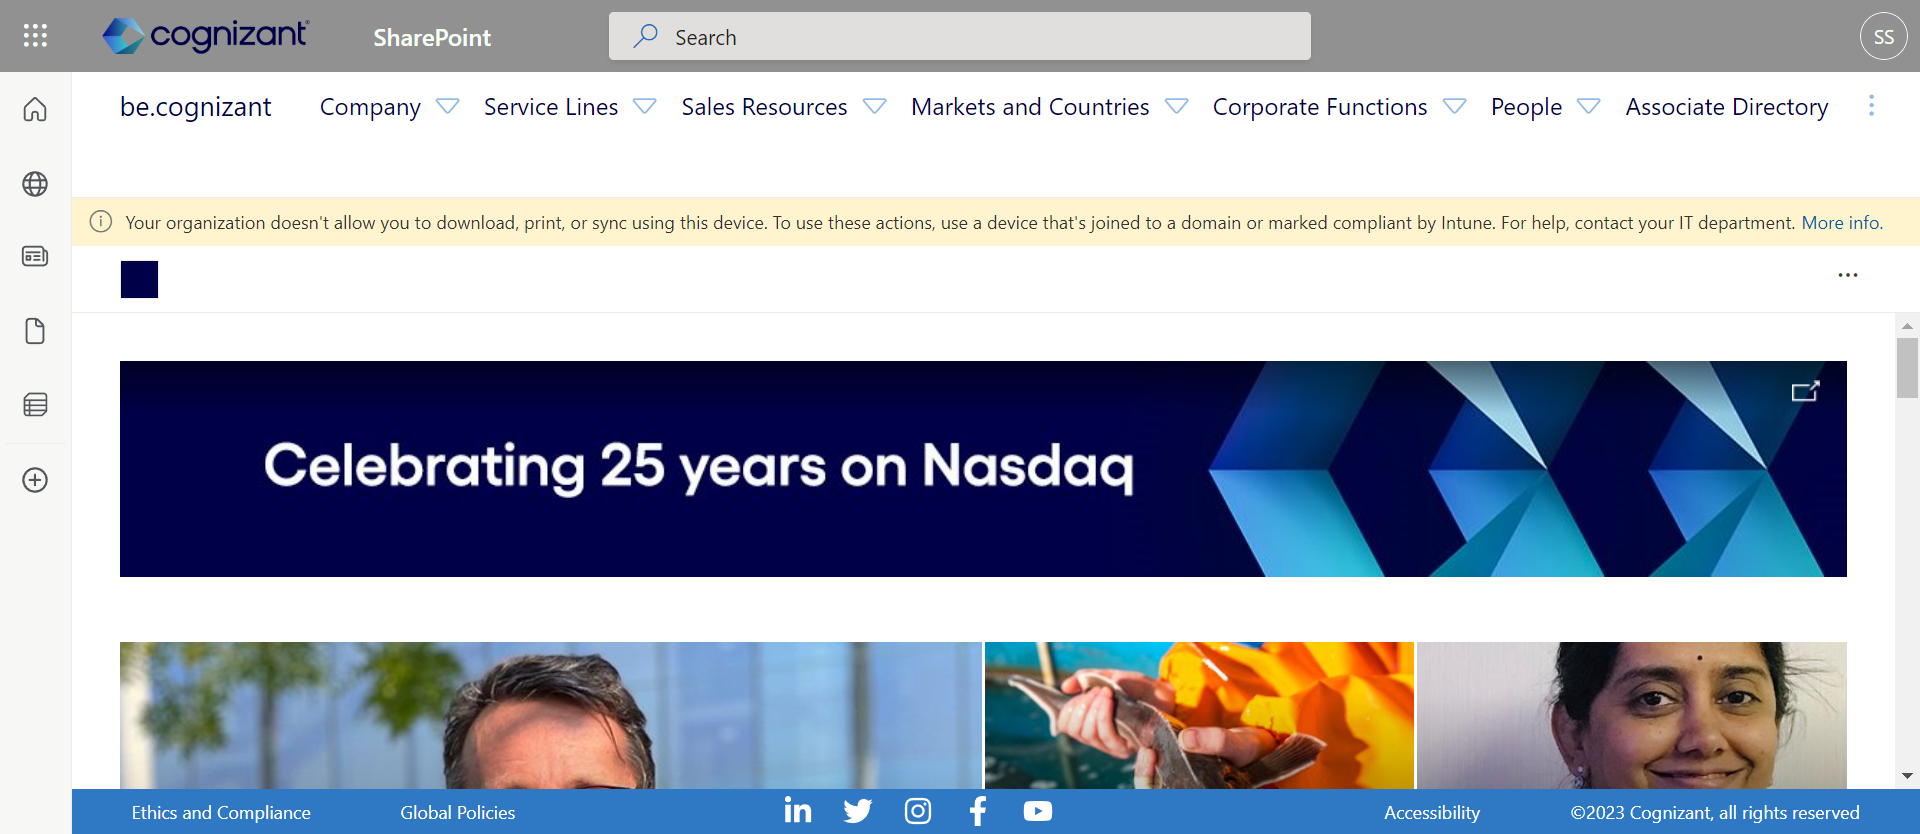 cognizant
SharePoint
Search
SS
be.cognizant
Company
Service Lines
Sales Resources
Markets and Countries
Corporate Functions
People
Associate Directory
Your organization doesn't allow you to download, print, or sync using this device. To use these actions, use a device that's joined to a domain or marked compliant by Intune. For help, contact your IT department. More info.
Celebrating 25 years on Nasdaq
Ethics and Compliance
Global Policies
Accessibility
©2023 Cognizant, all rights reserved